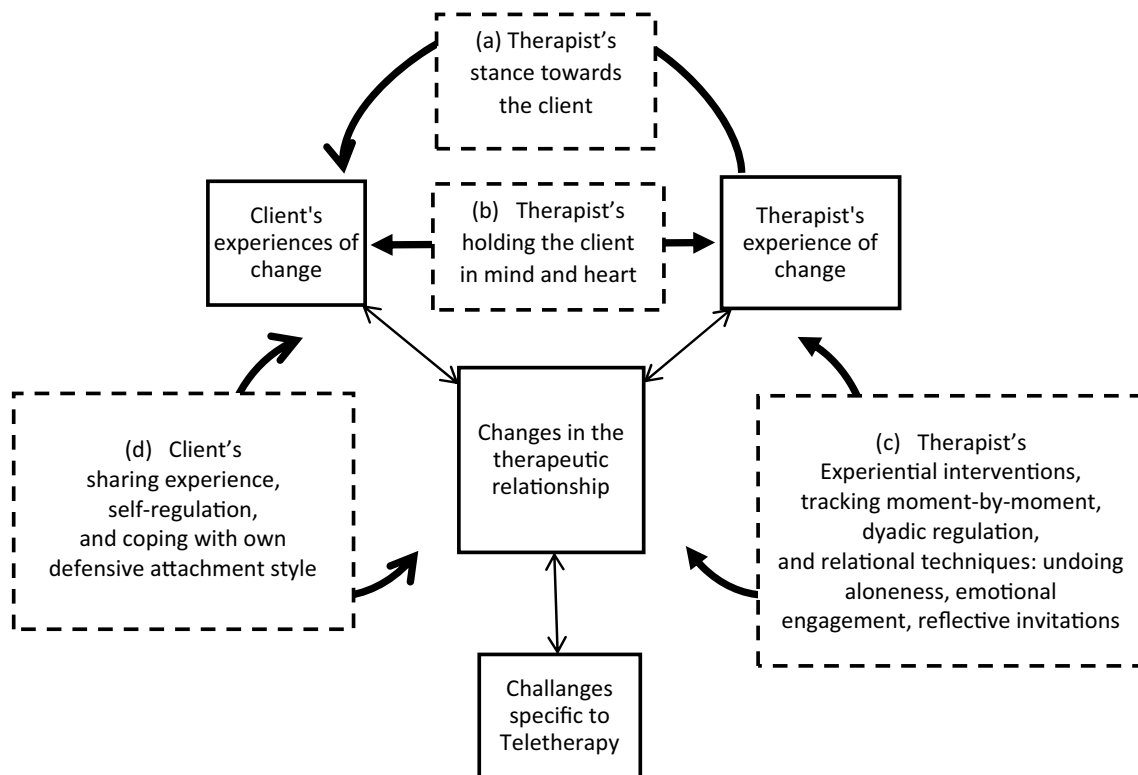 (a) Therapist’s
stance towards
the client
Client's
experiences of
change
(b) Therapist’s
holding the client
in mind and heart
Therapist's
experience of
change
(d) Client’s
sharing experience,
self-regulation,
and coping with own
defensive attachment style
Changes in the
therapeutic
relationship
(c) Therapist’s
Experiential interventions,
tracking moment-by-moment,
dyadic regulation,
and relational techniques: undoing
aloneness, emotional
engagement, reflective invitations
Challanges
specific to
Teletherapy